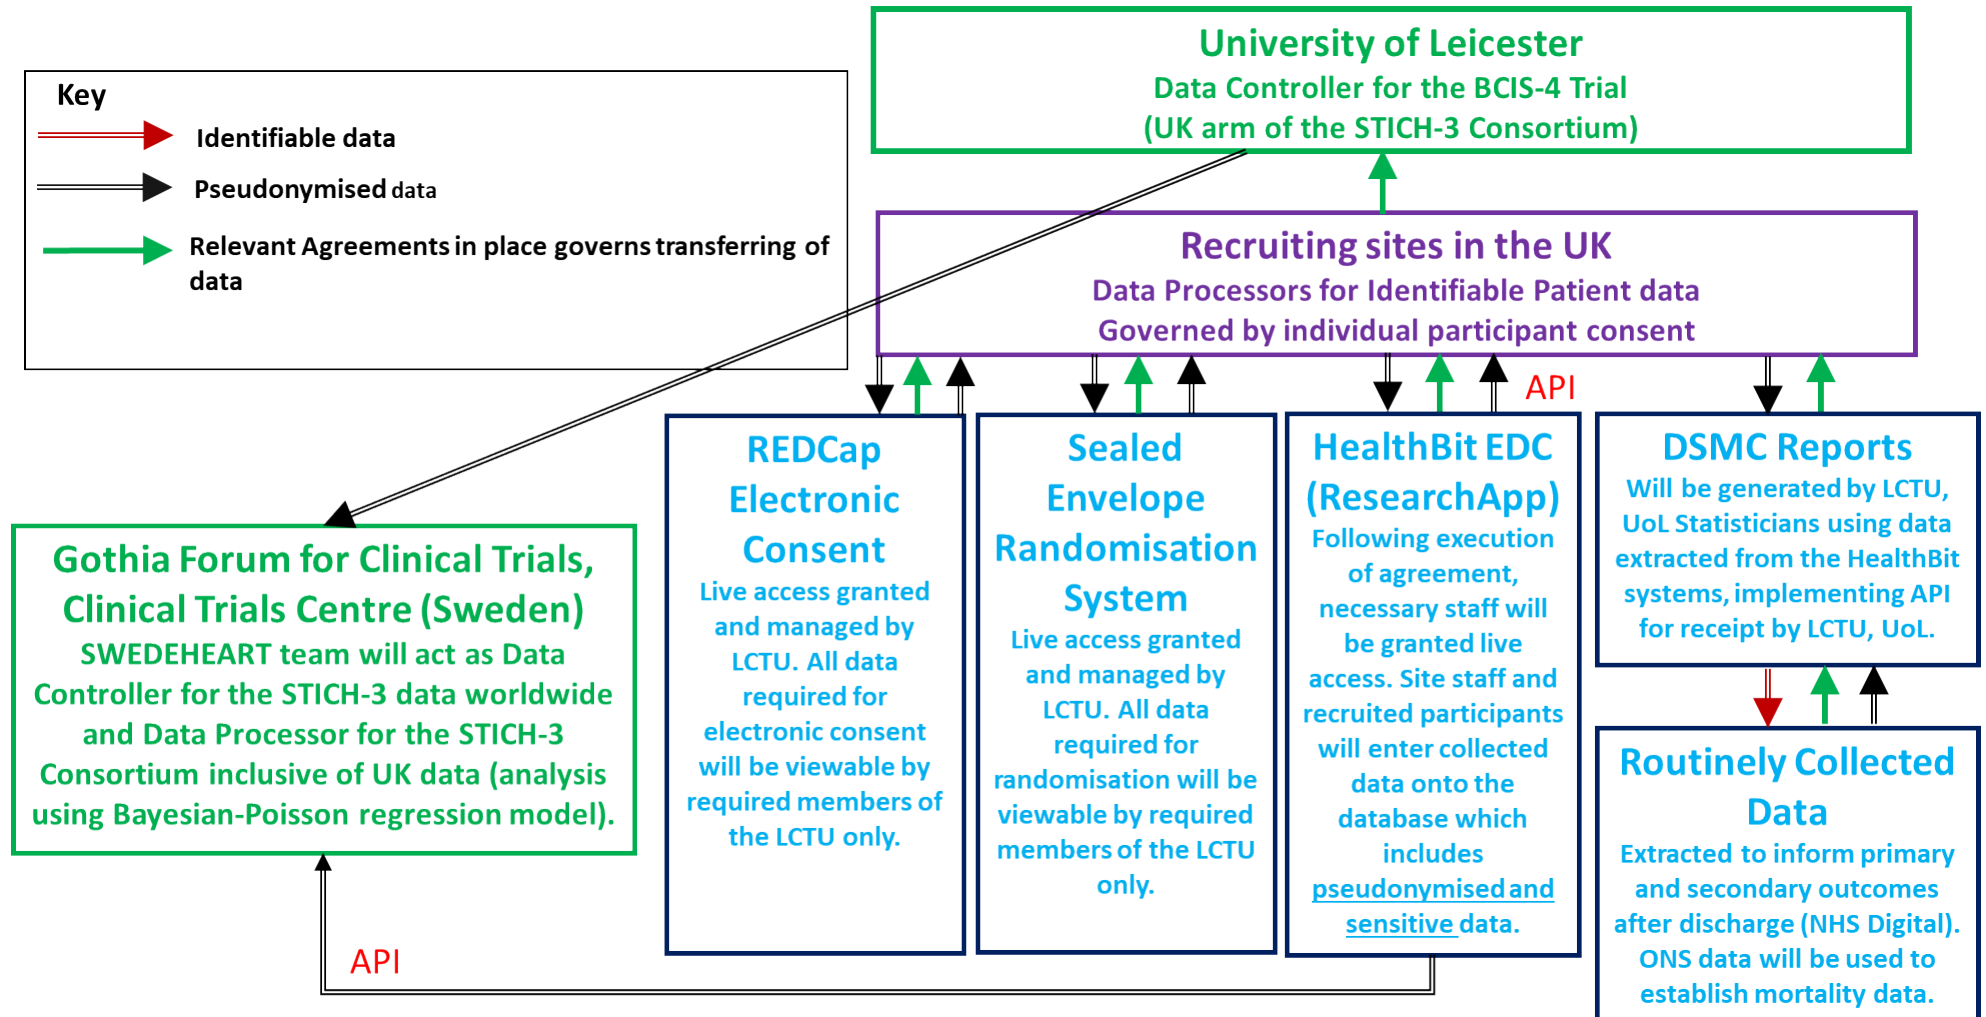 University of Leicester
Data Controller for the BCIS-4 Trial
(UK arm of the STICH-3 Consortium)
Key
Identifiable data
Pseudonymised data
Relevant Agreements in place governs transferring of
data
Recruiting sites in the UK
Data Processors for Identifiable Patient data
Governed by individual participant consent
API
REDCap
Electronic
Consent
Live access granted
and managed by
LCTU. All data
required for
electronic consent
will be viewable by
required members of
the LCTU only.
Sealed
Envelope
Randomisation
System
Live access granted
and managed by
LCTU. All data
required for
randomisation will be
viewable by required
members of the LCTU
only.
HealthBit EDC
(ResearchApp)
Following execution
of agreement,
necessary staff will
be granted live
access. Site staff and
recruited participants
will enter collected
data onto the
database which
includes
pseudonymised and
sensitive data.
DSMC Reports
Will be generated by LCTU,
UoL Statisticians using data
extracted from the HealthBit
systems, implementing API
for receipt by LCTU, UoL.
Routinely Collected
Data
Extracted to inform primary
and secondary outcomes
after discharge (NHS Digital).
ONS data will be used to
establish mortality data.
Gothia Forum for Clinical Trials,
Clinical Trials Centre (Sweden)
SWEDEHEART team will act as Data
Controller for the STICH-3 data worldwide
and Data Processor for the STICH-3
Consortium inclusive of UK data (analysis
using Bayesian-Poisson regression model).
API